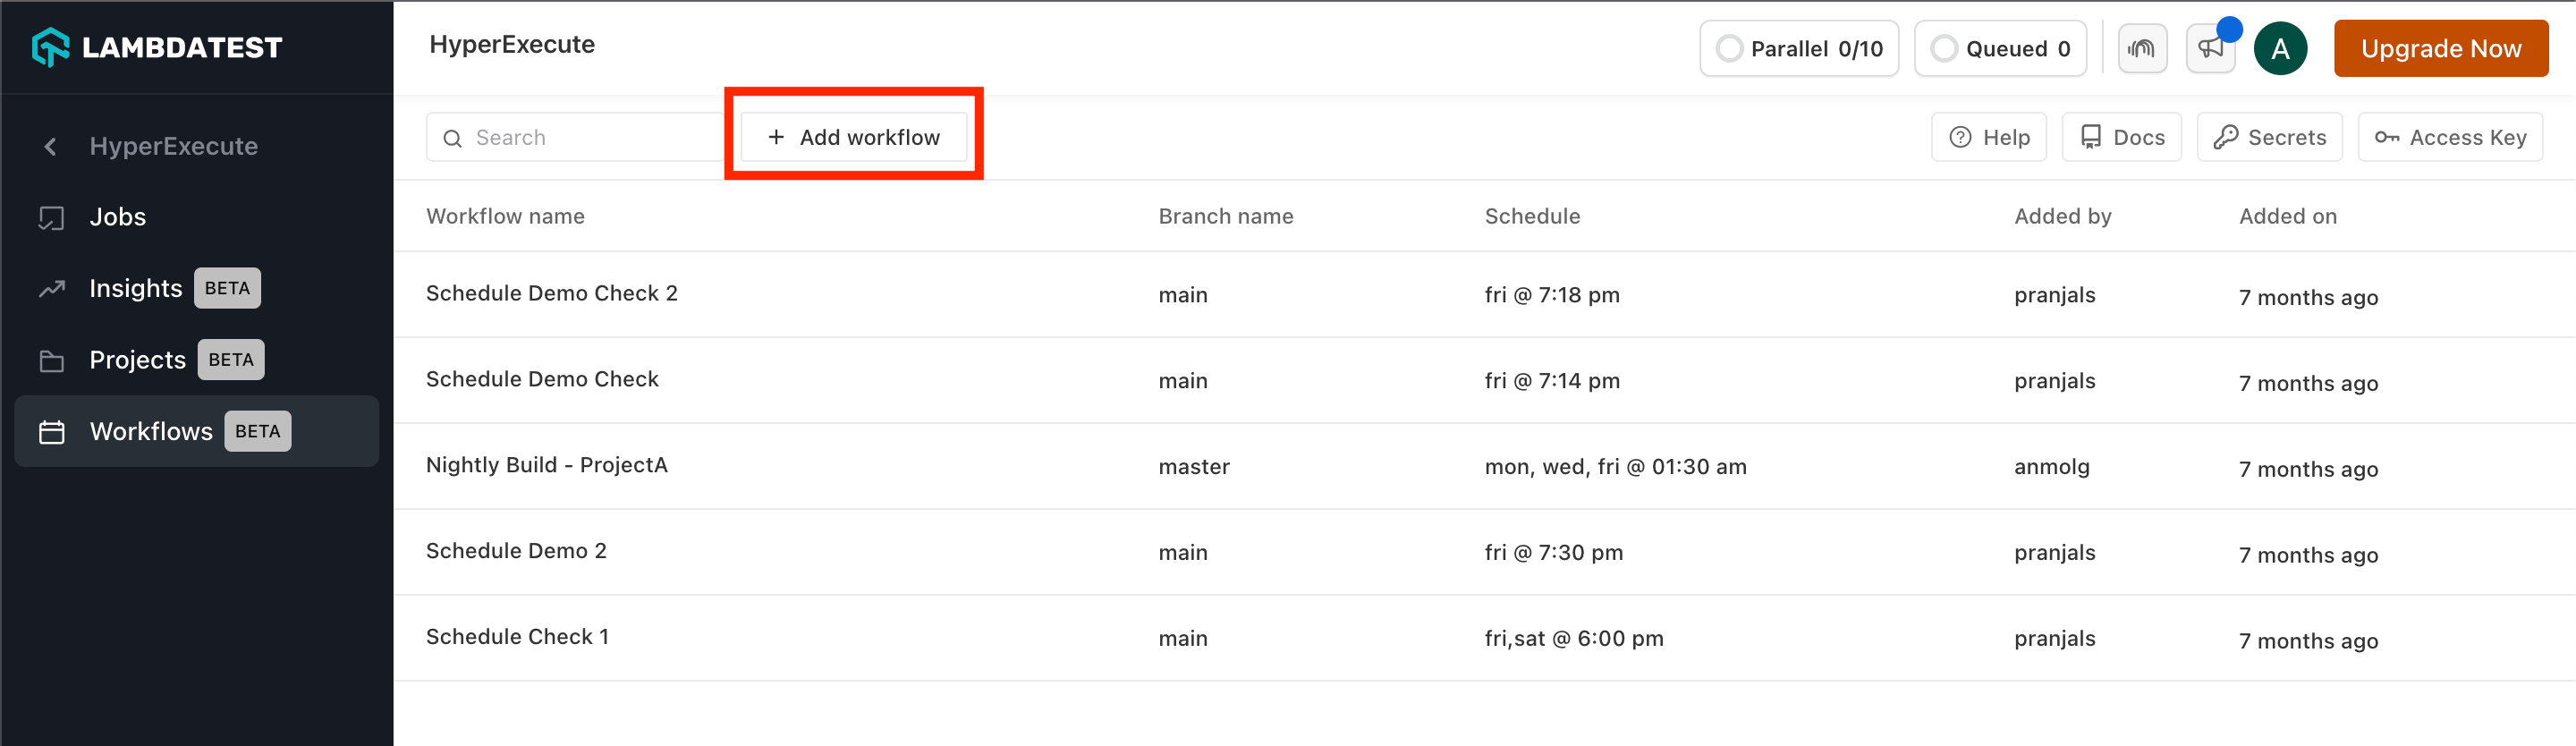 LAMBDATEST
HyperExecute
Parallel 0/10
Queued 0
A
Upgrade Now
HyperExecute
Jobs
Insights BETA
Projects BETA
Workflows BETA
Search
+ Add workflow
Help
Docs
Secrets
Access Key
Workflow name Branch name Schedule Added by Added on
Schedule Demo Check 2 main fri @ 7:18 pm pranjals 7 months ago
Schedule Demo Check main fri @ 7:14 pm pranjals 7 months ago
Nightly Build - ProjectA master mon, wed, fri @ 01:30 am anmolg 7 months ago
Schedule Demo 2 main fri @ 7:30 pm pranjals 7 months ago
Schedule Check 1 main fri,sat @ 6:00 pm pranjals 7 months ago